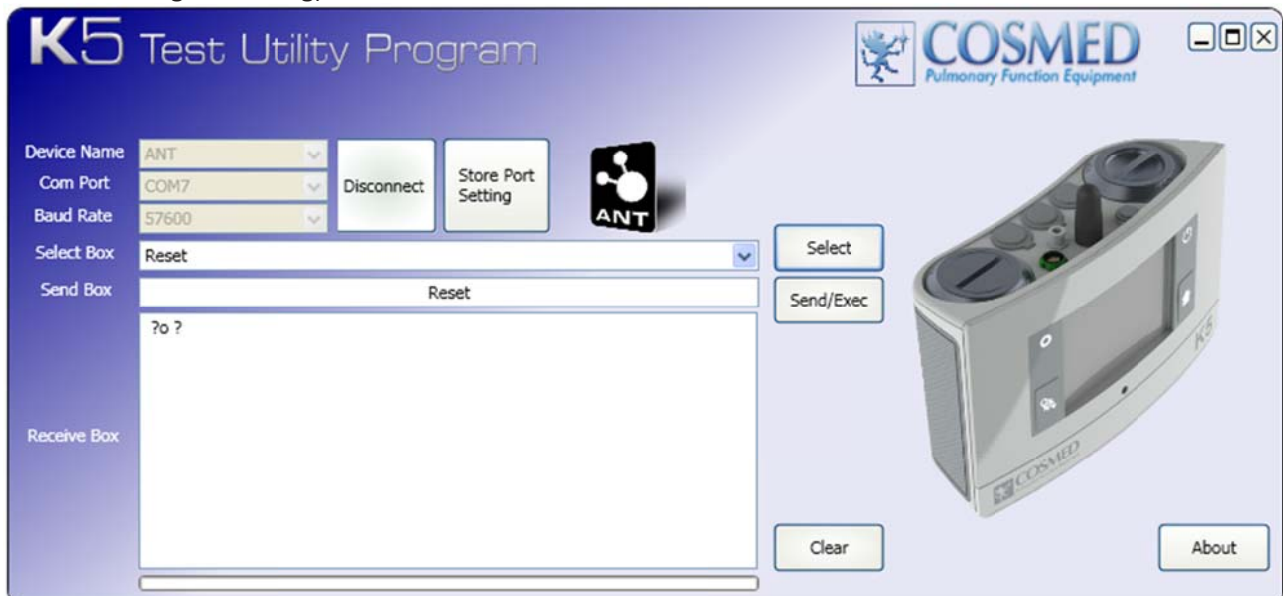 K5 Test Utility Program
COSMED
Pulmonary Function Equipment
Device Name ANT
Com Port COM7
Baud Rate 57600
Disconnect
Store Port
Setting
ANT
Select Box Reset
Select
Send Box Reset
Send/Exec
Receive Box
?o ?
K5
COSMED
Clear
About